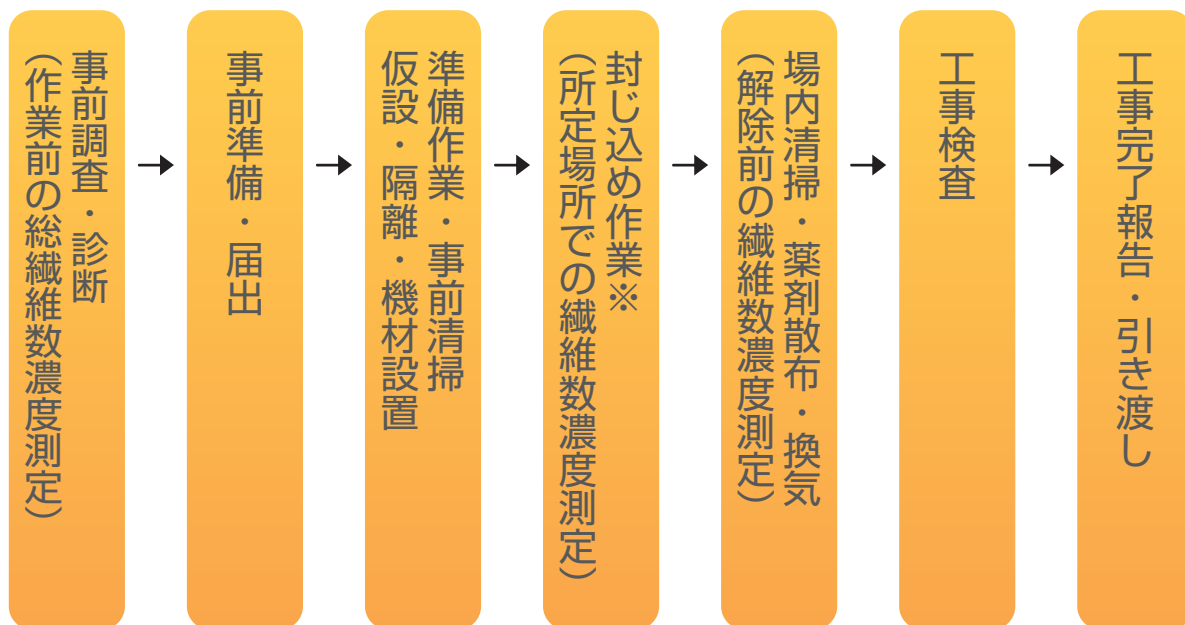 事前調査・診断
（作業前の総繊維数濃度測定）
事前準備・届出
準備作業・事前清掃
仮設・隔離・機材設置
封じ込め作業※
（所定場所での繊維数濃度測定）
場内清掃・薬剤散布・換気
（解除前の繊維数濃度測定）
工事検査
工事完了報告・引き渡し